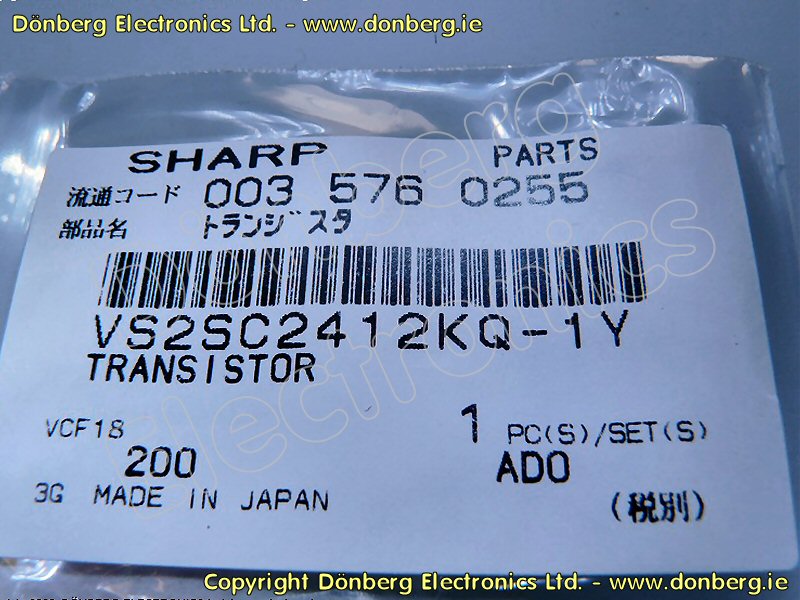 Dönberg Electronics Ltd. - www.donberg.ie
SHARP PARTS
流通コード 003 576 0255
部品名 トランジスタ
VS2SC2412KQ-1Y
TRANSISTOR
VCF18 1 PC(S)/SET(S)
200 ADO
3G MADE IN JAPAN (税別)
donberg
electronics
Copyright Dönberg Electronics Ltd. - www.donberg.ie